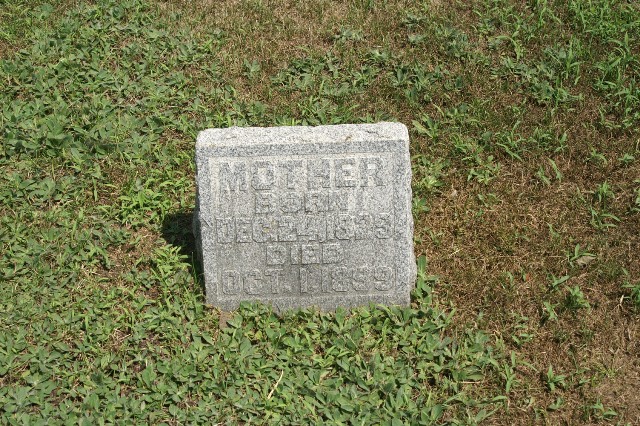 MOTHER
BORN
DEC. 24, 1835
DIED
OCT. 1, 1899